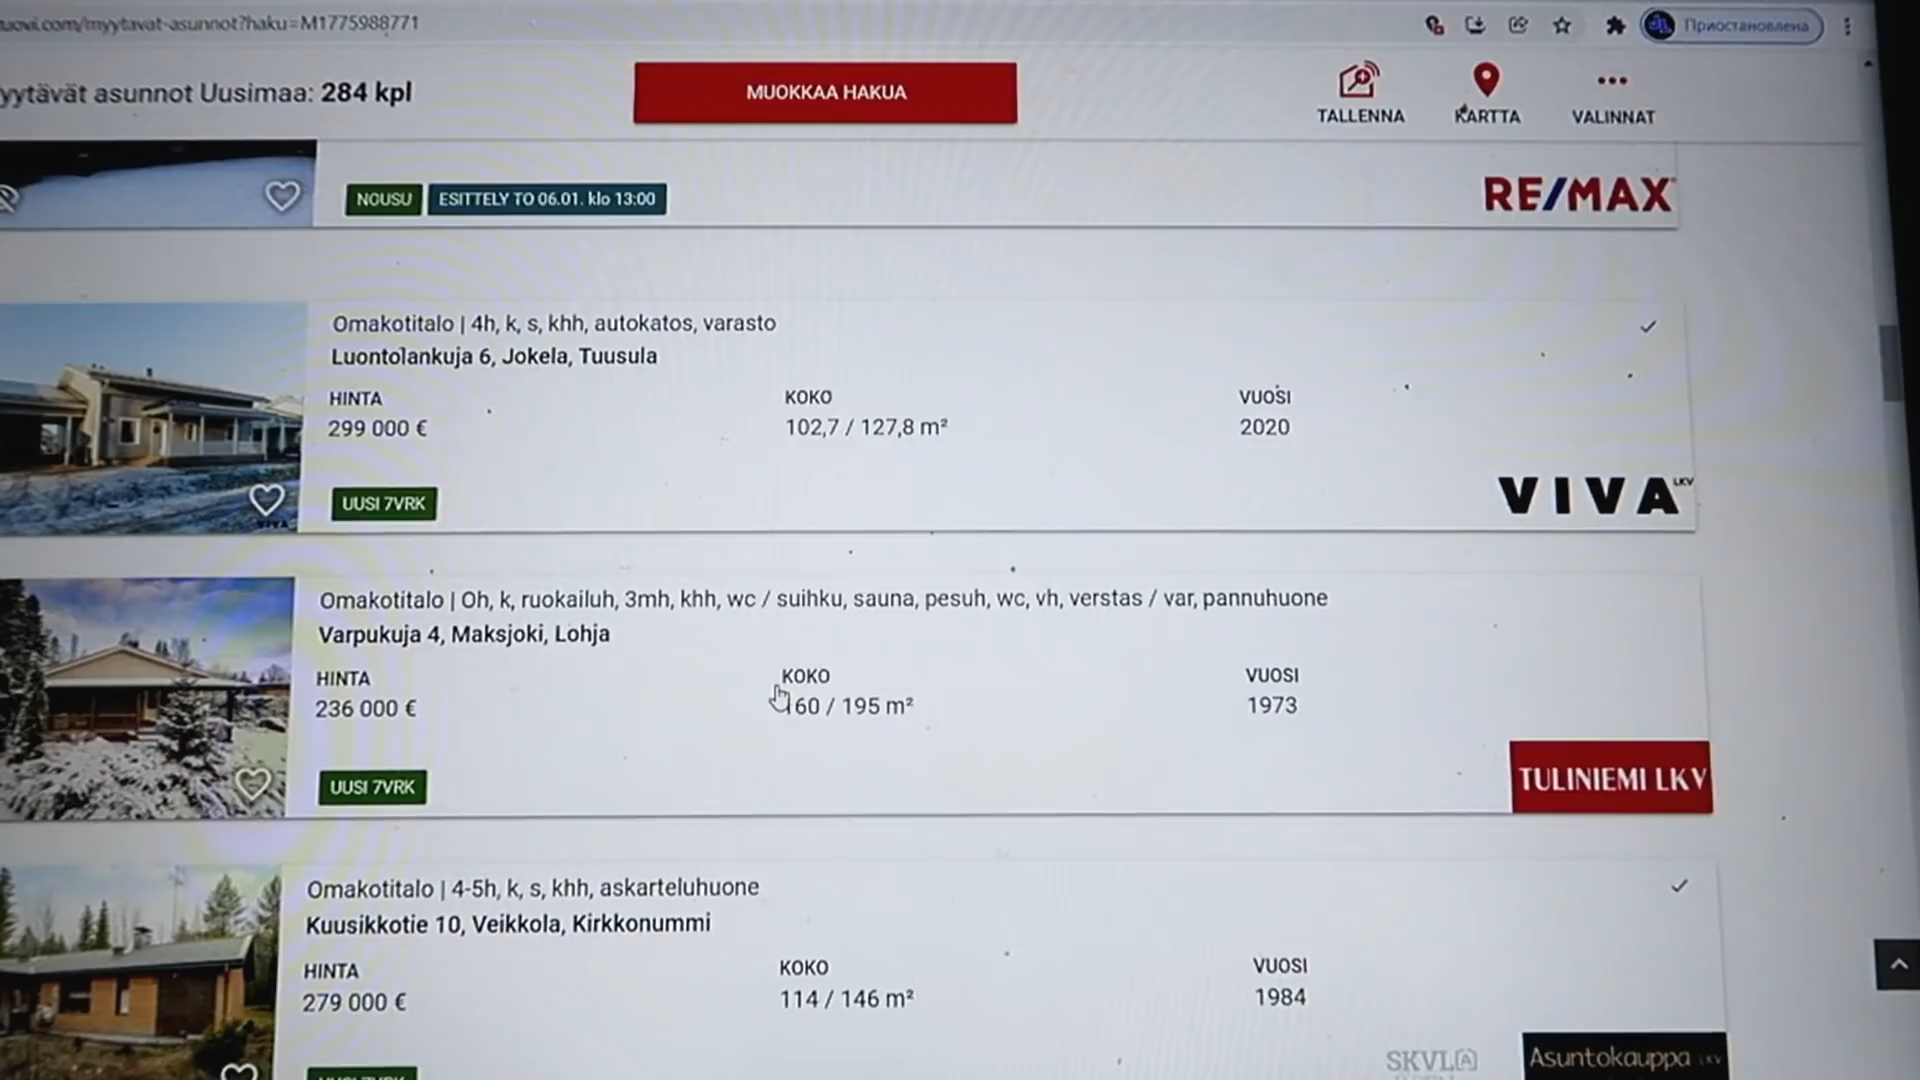 uovi.com/myytavat-asunnot?haku=M1775988771
Приостановлена
yytävät asunnot Uusimaa: 284 kpl
MUOKKAA HAKUA
TALLENNA
KARTTA
VALINNAT
NOUSU
ESITTELY TO 06.01. klo 13:00
RE/MAX
Omakotitalo | 4h, k, s, khh, autokatos, varasto
Luontolankuja 6, Jokela, Tuusula
HINTA
KOKO
VUOSI
299 000 €
102,7 / 127,8 m²
2020
UUSI 7VRK
VIVA LKV
Omakotitalo | Oh, k, ruokailuh, 3mh, khh, wc / suihku, sauna, pesuh, wc, vh, verstas / var, pannuhuone
Varpukuja 4, Maksjoki, Lohja
HINTA
KOKO
VUOSI
236 000 €
160 / 195 m²
1973
UUSI 7VRK
TULINIEMI LKV
Omakotitalo | 4-5h, k, s, khh, askarteluhuone
Kuusikkotie 10, Veikkola, Kirkkonummi
HINTA
KOKO
VUOSI
279 000 €
114 / 146 m²
1984
SKVL
Asuntokauppa LKV